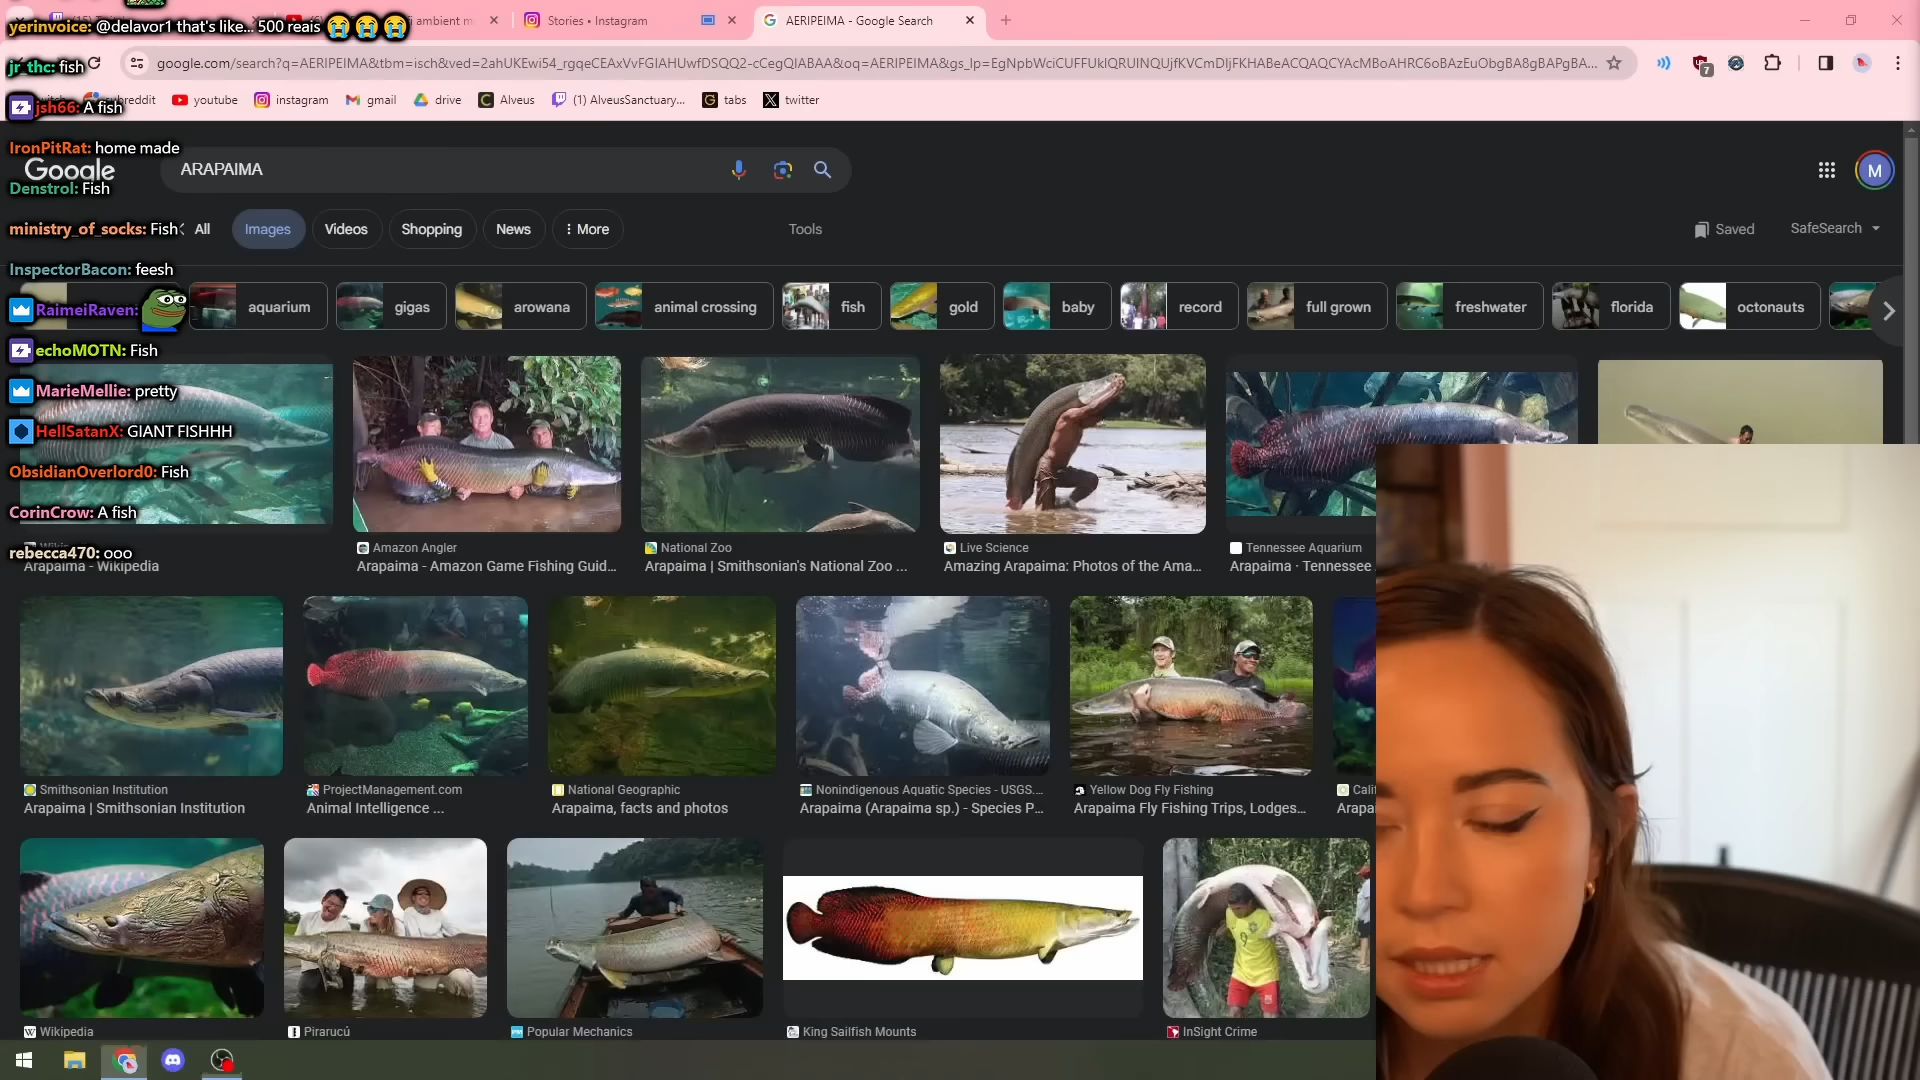 yerinvoice: @delavor1 that's like... 500 reais
ambient m
Stories • Instagram
AERIPEIMA - Google Search
jr_thc: fish
google.com/search?q=AERIPEIMA&tbm=isch&ved=2ahUKEwi54_rgqeCEAxVvFGIAHUwfDSQQ2-cCegQIABAA&oq=AERIPEIMA&gs_lp=EgNpbWciCUFFUklQRUlNQUjfKVCmDljFKHABeACQAQCYAcMBoAHRC6oBAzEuObgBA8gBAPgBA...
7
youtube
instagram
gmail
drive
Alveus
(1) AlveusSanctuary...
tabs
twitter
jsh66: A fish
IronPitRat: home made
Google
ARAPAIMA
M
Denstrol: Fish
ministry_of_socks: Fish
All
Images
Videos
Shopping
News
More
Tools
Saved
SafeSearch
InspectorBacon: feesh
RaimeiRaven:
aquarium
gigas
arowana
animal crossing
fish
gold
baby
record
full grown
freshwater
florida
octonauts
echoMOTN: Fish
MarieMellie: pretty
HellSatanX: GIANT FISHHH
ObsidianOverlord0: Fish
CorinCrow: A fish
rebecca470: ooo
Arapaima - Wikipedia
Amazon Angler
Arapaima - Amazon Game Fishing Guid...
National Zoo
Arapaima | Smithsonian's National Zoo ...
Live Science
Amazing Arapaima: Photos of the Ama...
Tennessee Aquarium
Arapaima · Tennessee
Smithsonian Institution
Arapaima | Smithsonian Institution
ProjectManagement.com
Animal Intelligence ...
National Geographic
Arapaima, facts and photos
Nonindigenous Aquatic Species - USGS....
Arapaima (Arapaima sp.) - Species P...
Yellow Dog Fly Fishing
Arapaima Fly Fishing Trips, Lodges...
Cali
Arapa
Wikipedia
Pirarucú
Popular Mechanics
King Sailfish Mounts
InSight Crime